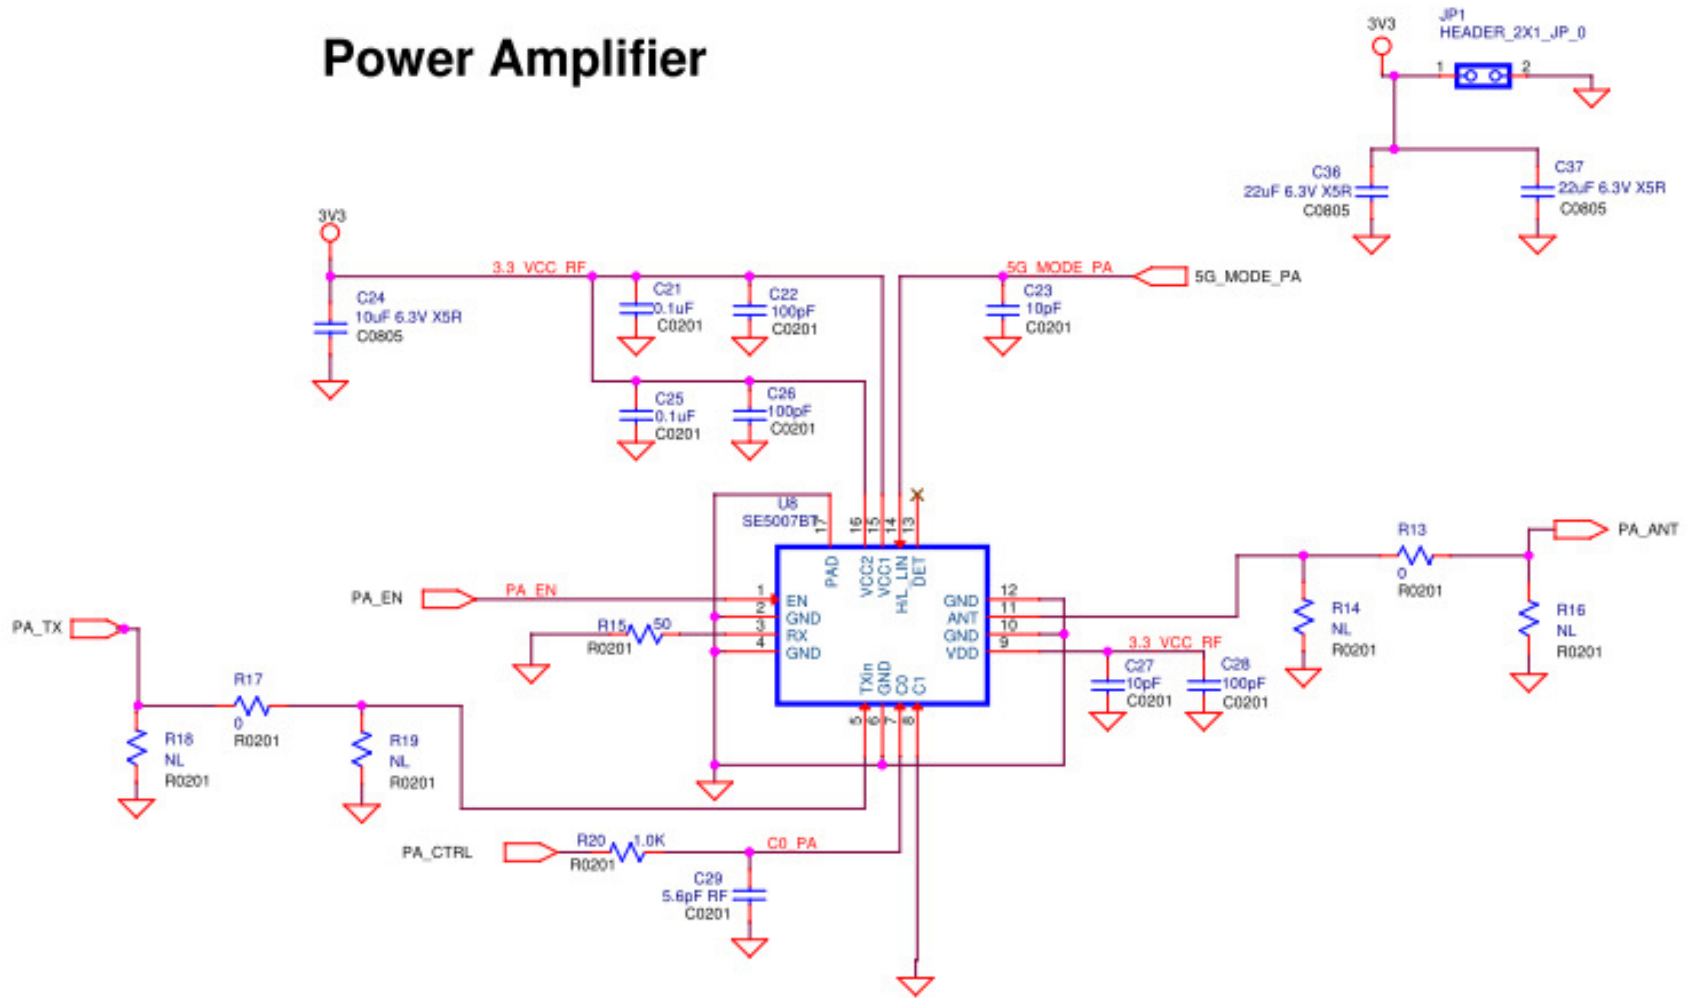 Power Amplifier
3V3
JP1
HEADER_2X1_JP_0
1
2
C36
22uF 6.3V X5R
C0805
C37
22uF 6.3V X5R
C0805
3V3
3.3_VCC_RF
C24
10uF 6.3V X5R
C0805
C21
0.1uF
C0201
C22
100pF
C0201
5G_MODE_PA
5G_MODE_PA
C23
10pF
C0201
C25
0.1uF
C0201
C26
100pF
C0201
U8
SE5007BT
17
16
15
14
13
PAD
VCC2
VCC1
H/L_LIN
DET
PA_EN
PA_EN
1
2
3
4
EN
GND
RX
GND
12
11
10
9
GND
ANT
GND
VDD
R15
50
R0201
TXin
GND
C0
C1
5
6
7
8
3.3_VCC_RF
C27
10pF
C0201
C28
100pF
C0201
R13
0
R0201
PA_ANT
R14
NL
R0201
R16
NL
R0201
PA_TX
R17
0
R0201
R18
NL
R0201
R19
NL
R0201
PA_CTRL
R20
1.0K
R0201
C0_PA
C29
5.6pF RF
C0201